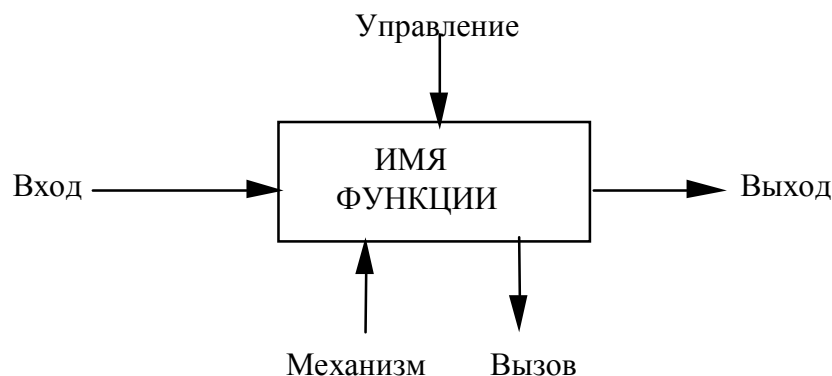 Управление
ИМЯ
ФУНКЦИИ
Вход
Выход
Механизм
Вызов